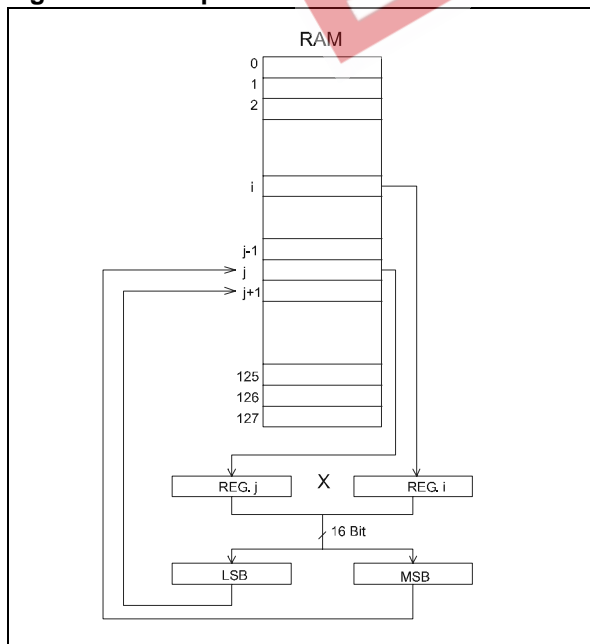 RAM
0
1
2
i
j-1
j
j+1
125
126
127
REG. j X REG. i
16 Bit
LSB MSB